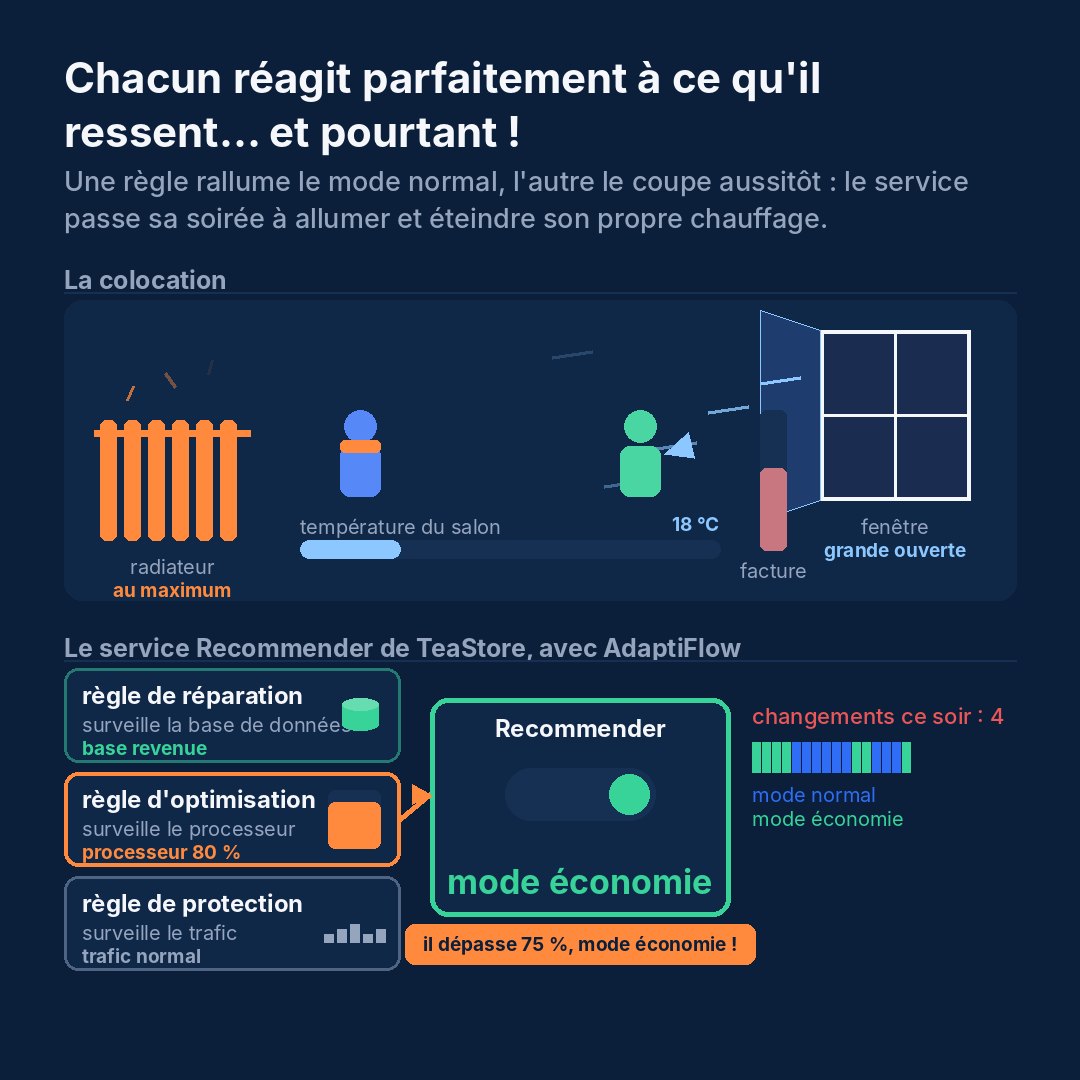 Chacun réagit parfaitement à ce qu'il
ressent... et pourtant !
Une règle rallume le mode normal, l'autre le coupe aussitôt : le service
passe sa soirée à allumer et éteindre son propre chauffage.
La colocation
température du salon
18 °C
radiateur
au maximum
facture
fenêtre
grande ouverte
Le service Recommender de TeaStore, avec AdaptiFlow
règle de réparation
surveille la base de données
base revenue
règle d'optimisation
surveille le processeur
processeur 80 %
règle de protection
surveille le trafic
trafic normal
Recommender
mode économie
il dépasse 75 %, mode économie !
changements ce soir : 4
mode normal
mode économie